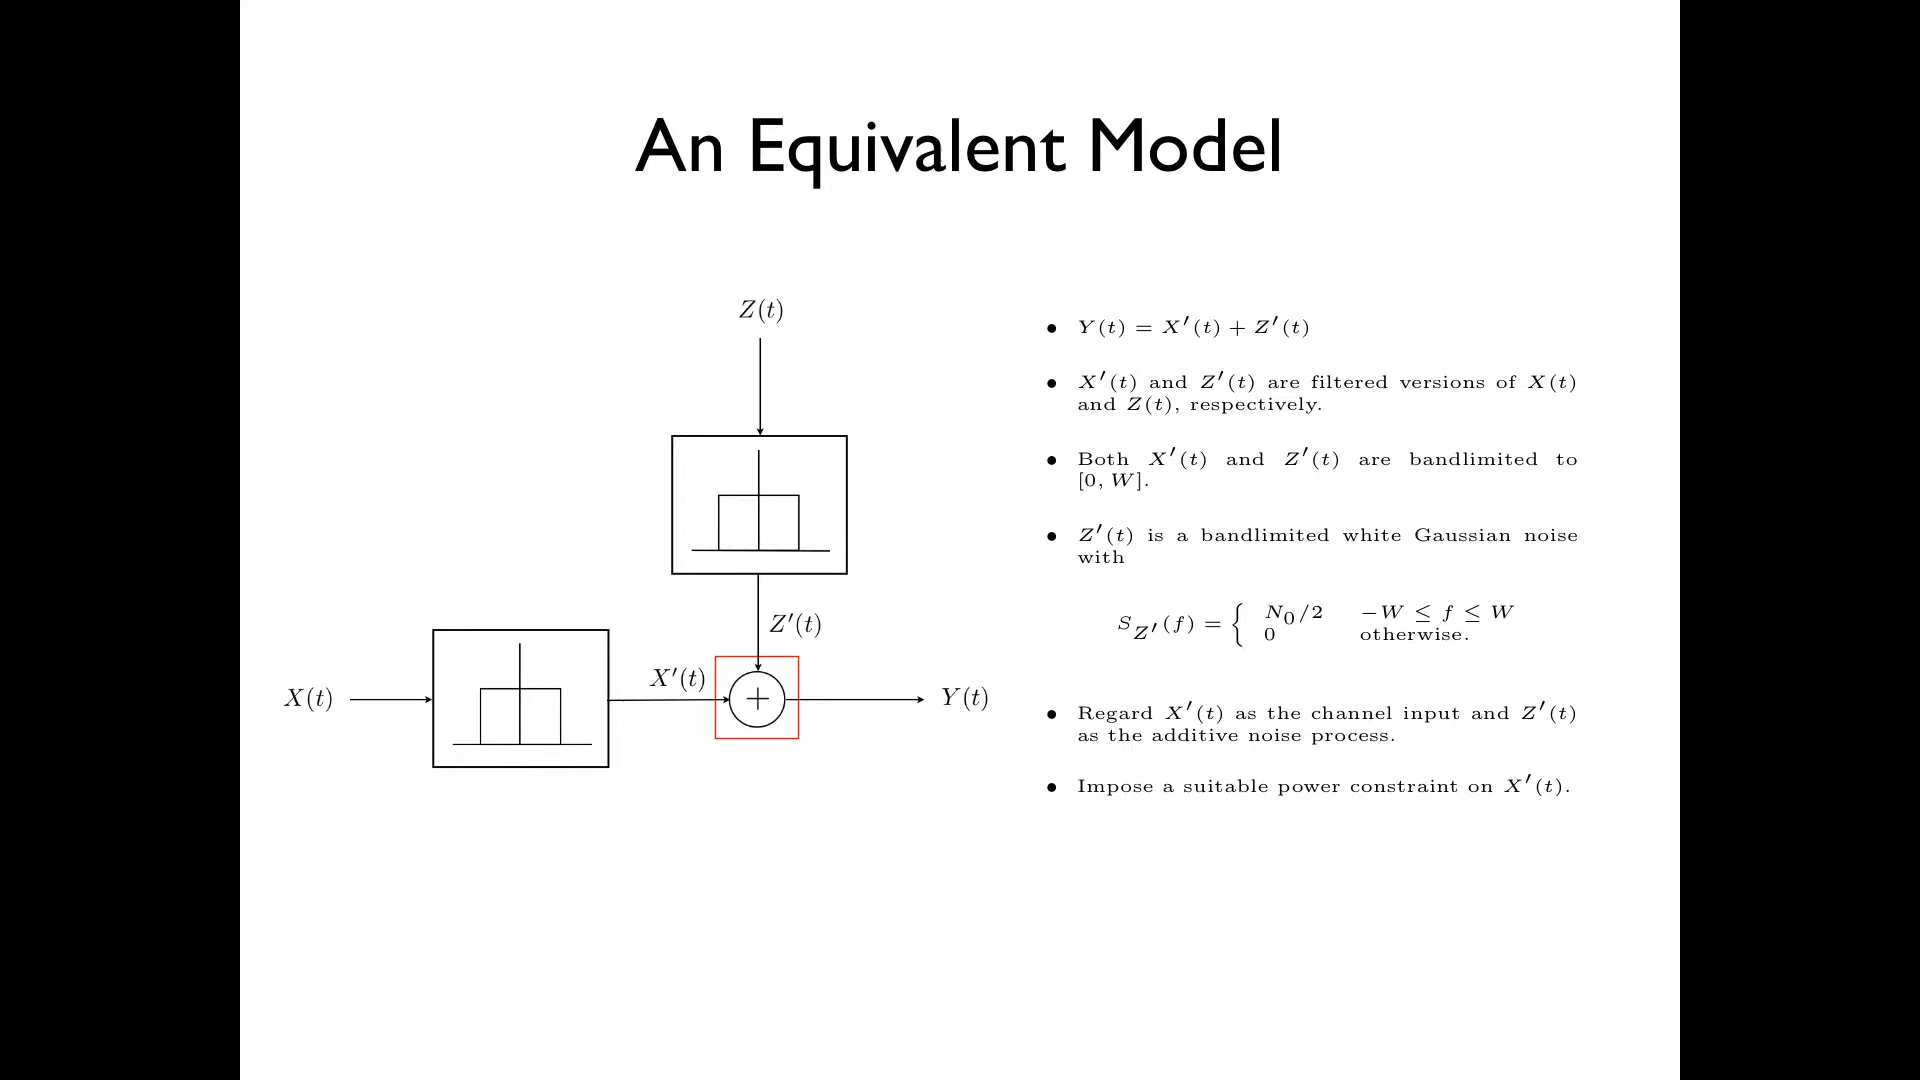 An Equivalent Model
Z(t)
Z′(t)
X′(t)
X(t)
+
Y(t)
• Y(t) = X′(t) + Z′(t)
• X′(t) and Z′(t) are filtered versions of X(t)
and Z(t), respectively.
• Both X′(t) and Z′(t) are bandlimited to
[0, W].
• Z′(t) is a bandlimited white Gaussian noise
with
S_{Z′}(f) = { N₀/2 −W ≤ f ≤ W
0 otherwise.
• Regard X′(t) as the channel input and Z′(t)
as the additive noise process.
• Impose a suitable power constraint on X′(t).